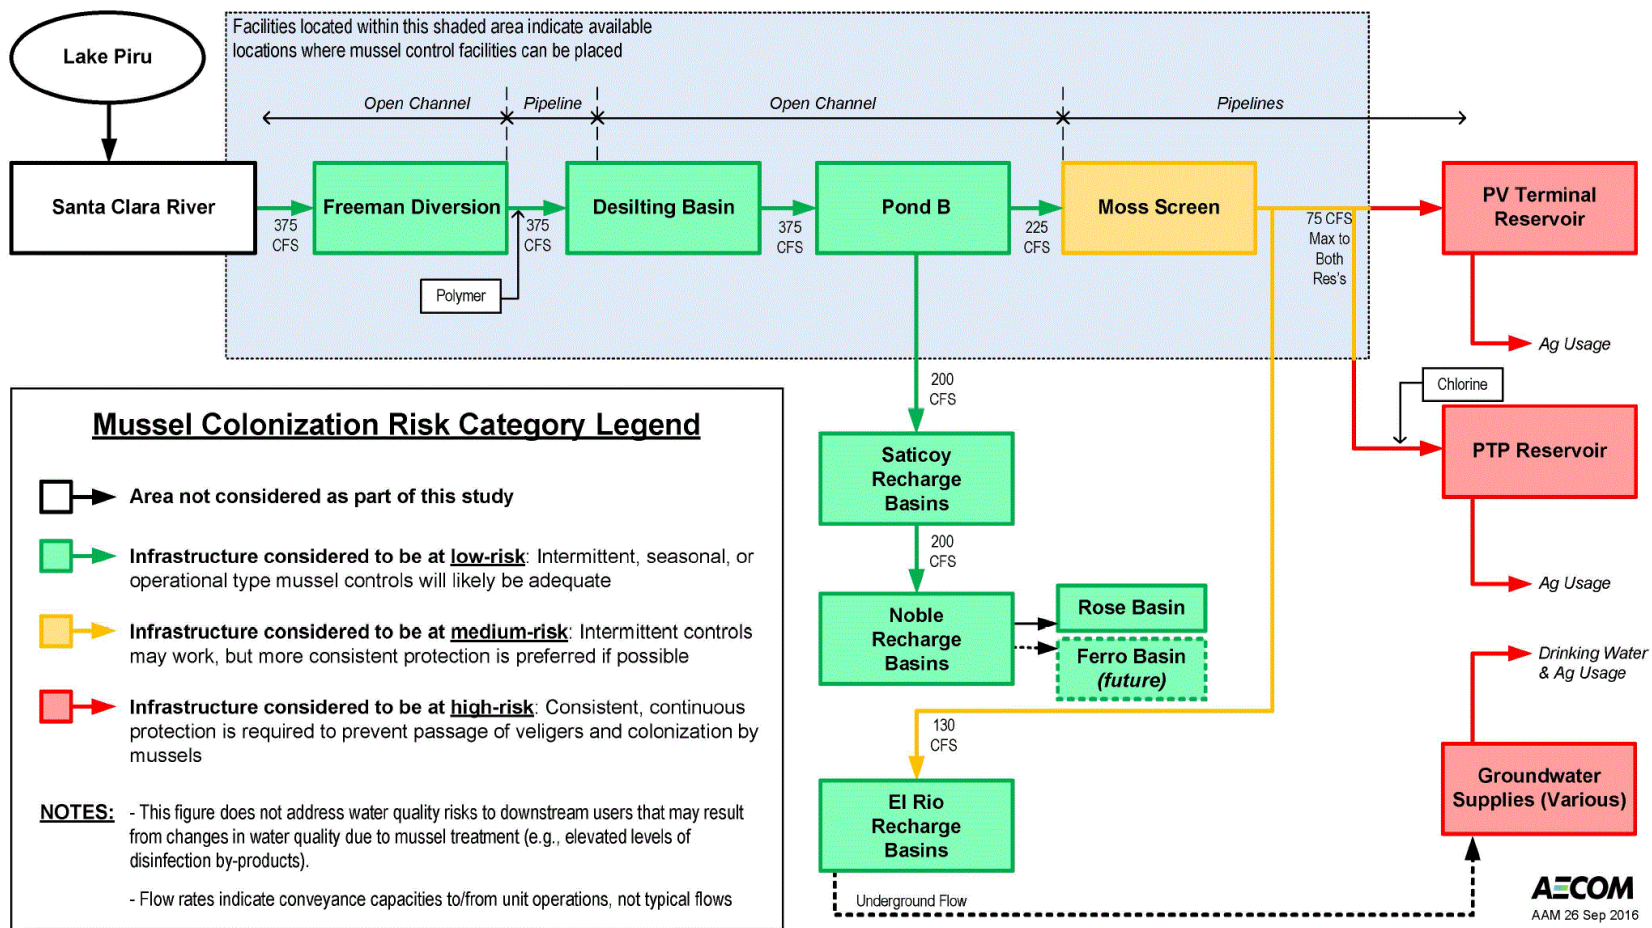 Facilities located within this shaded area indicate available
locations where mussel control facilities can be placed
Lake Piru
Open Channel
Pipeline
Open Channel
Pipelines
Santa Clara River
375
CFS
Freeman Diversion
375
CFS
Desilting Basin
375
CFS
Pond B
225
CFS
Moss Screen
75 CFS
Max to
Both
Res's
PV Terminal
Reservoir
Polymer
Ag Usage
200
CFS
Chlorine
Saticoy
Recharge
Basins
PTP Reservoir
200
CFS
Ag Usage
Noble
Recharge
Basins
Rose Basin
Ferro Basin
(future)
Drinking Water
& Ag Usage
130
CFS
El Rio
Recharge
Basins
Groundwater
Supplies (Various)
Underground Flow
Mussel Colonization Risk Category Legend
Area not considered as part of this study
Infrastructure considered to be at low-risk: Intermittent, seasonal, or
operational type mussel controls will likely be adequate
Infrastructure considered to be at medium-risk: Intermittent controls
may work, but more consistent protection is preferred if possible
Infrastructure considered to be at high-risk: Consistent, continuous
protection is required to prevent passage of veligers and colonization by
mussels
NOTES: - This figure does not address water quality risks to downstream users that may result
from changes in water quality due to mussel treatment (e.g., elevated levels of
disinfection by-products).
- Flow rates indicate conveyance capacities to/from unit operations, not typical flows
AECOM
AAM 26 Sep 2016